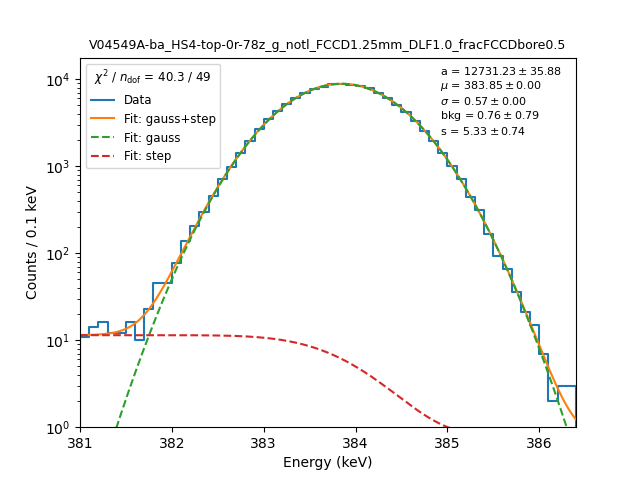 V04549A-ba_HS4-top-0r-78z_g_notl_FCCD1.25mm_DLF1.0_fracFCCDbore0.5
χ² / n_dof = 40.3 / 49
Data
Fit: gauss+step
Fit: gauss
Fit: step
a = 12731.23 ± 35.88
μ = 383.85 ± 0.00
σ = 0.57 ± 0.00
bkg = 0.76 ± 0.79
s = 5.33 ± 0.74
Counts / 0.1 keV
10⁴
10³
10²
10¹
10⁰
381 382 383 384 385 386
Energy (keV)